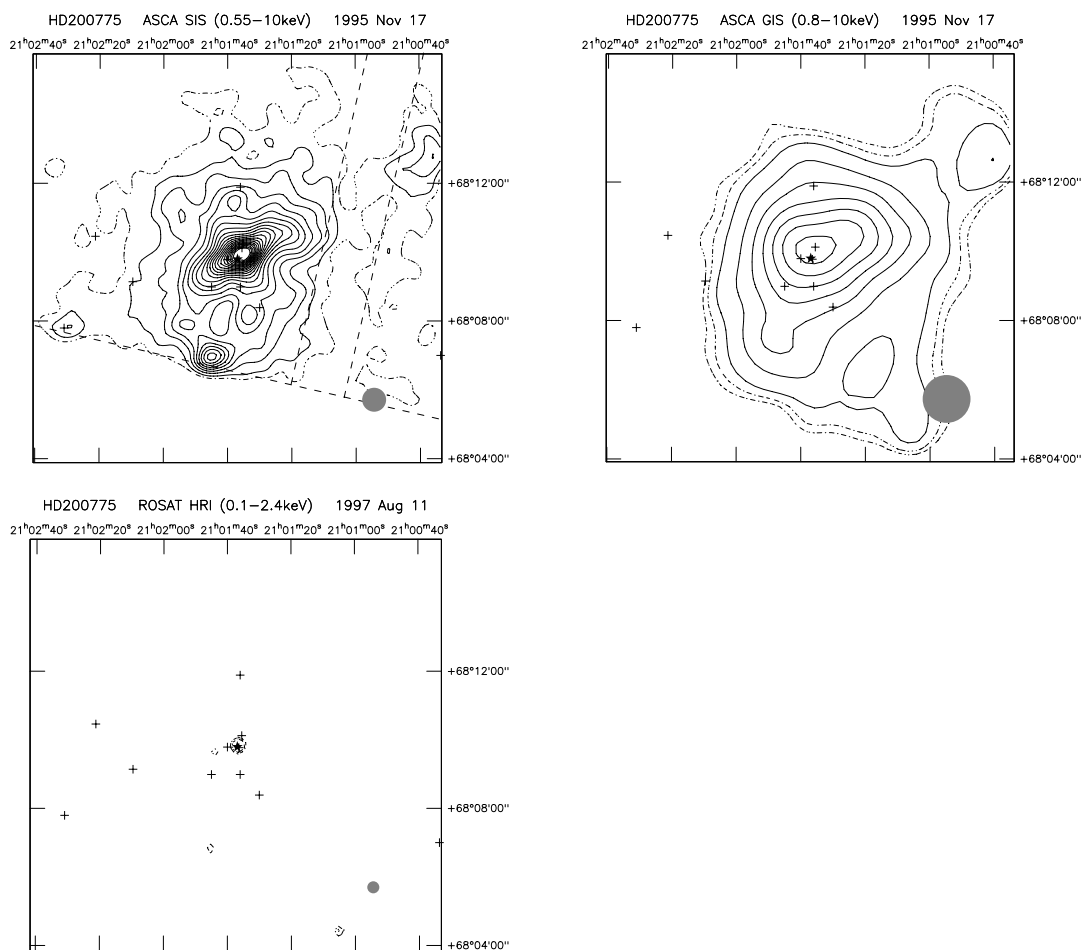 HD200775 ASCA SIS (0.55−10keV) 1995 Nov 17
21ʰ02ᵐ40ˢ 21ʰ02ᵐ20ˢ 21ʰ02ᵐ00ˢ 21ʰ01ᵐ40ˢ 21ʰ01ᵐ20ˢ 21ʰ01ᵐ00ˢ 21ʰ00ᵐ40ˢ
+68°12'00"
+68°08'00"
+68°04'00"
HD200775 ASCA GIS (0.8−10keV) 1995 Nov 17
21ʰ02ᵐ40ˢ 21ʰ02ᵐ20ˢ 21ʰ02ᵐ00ˢ 21ʰ01ᵐ40ˢ 21ʰ01ᵐ20ˢ 21ʰ01ᵐ00ˢ 21ʰ00ᵐ40ˢ
+68°12'00"
+68°08'00"
+68°04'00"
HD200775 ROSAT HRI (0.1−2.4keV) 1997 Aug 11
21ʰ02ᵐ40ˢ 21ʰ02ᵐ20ˢ 21ʰ02ᵐ00ˢ 21ʰ01ᵐ40ˢ 21ʰ01ᵐ20ˢ 21ʰ01ᵐ00ˢ 21ʰ00ᵐ40ˢ
+68°12'00"
+68°08'00"
+68°04'00"